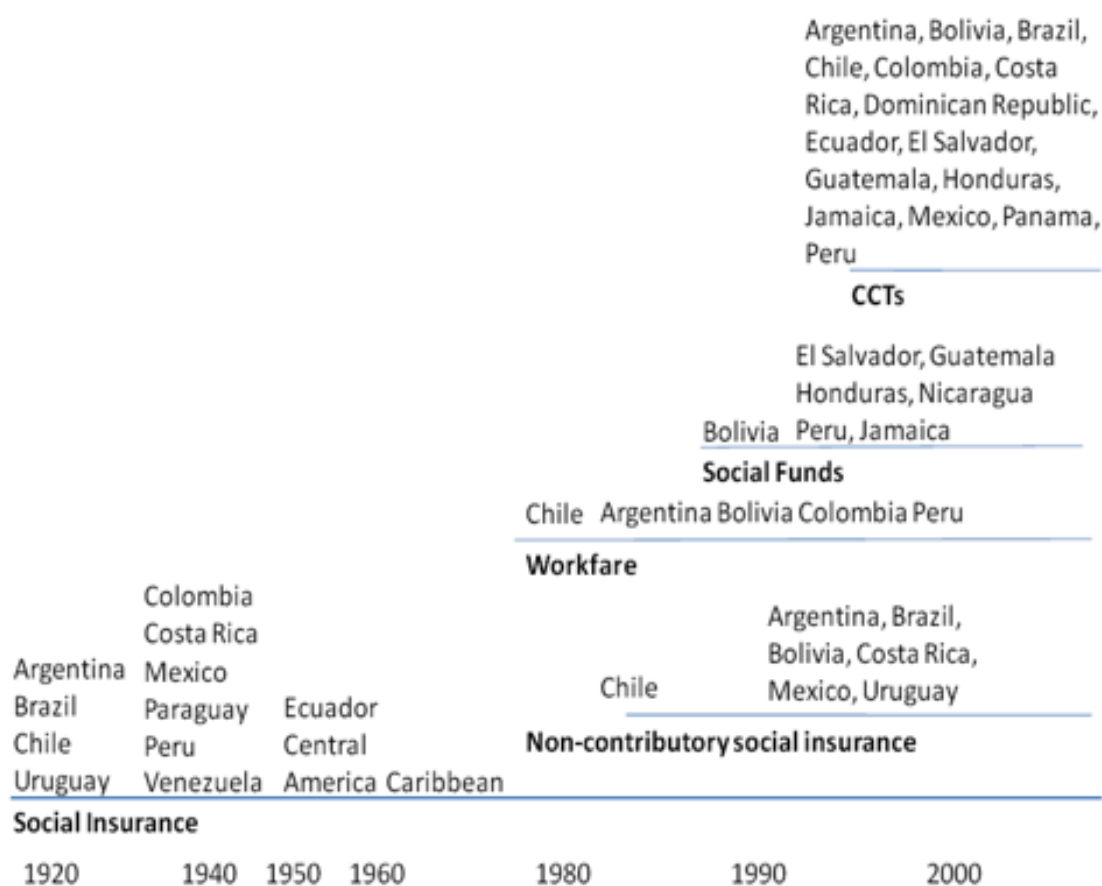 Argentina, Bolivia, Brazil,
Chile, Colombia, Costa
Rica, Dominican Republic,
Ecuador, El Salvador,
Guatemala, Honduras,
Jamaica, Mexico, Panama,
Peru
CCTs
El Salvador, Guatemala
Honduras, Nicaragua
Bolivia Peru, Jamaica
Social Funds
Chile Argentina Bolivia Colombia Peru
Workfare
Argentina, Brazil,
Bolivia, Costa Rica,
Chile Mexico, Uruguay
Non-contributory social insurance
Colombia
Costa Rica
Argentina Mexico
Brazil Paraguay Ecuador
Chile Peru Central
Uruguay Venezuela America Caribbean
Social Insurance
1920 1940 1950 1960 1980 1990 2000